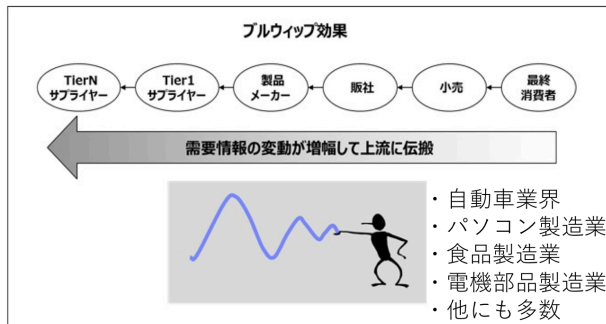 ブルウィップ効果
TierN
サプライヤー
Tier1
サプライヤー
製品
メーカー
販社
小売
最終
消費者
需要情報の変動が増幅して上流に伝搬
・自動車業界
・パソコン製造業
・食品製造業
・電機部品製造業
・他にも多数